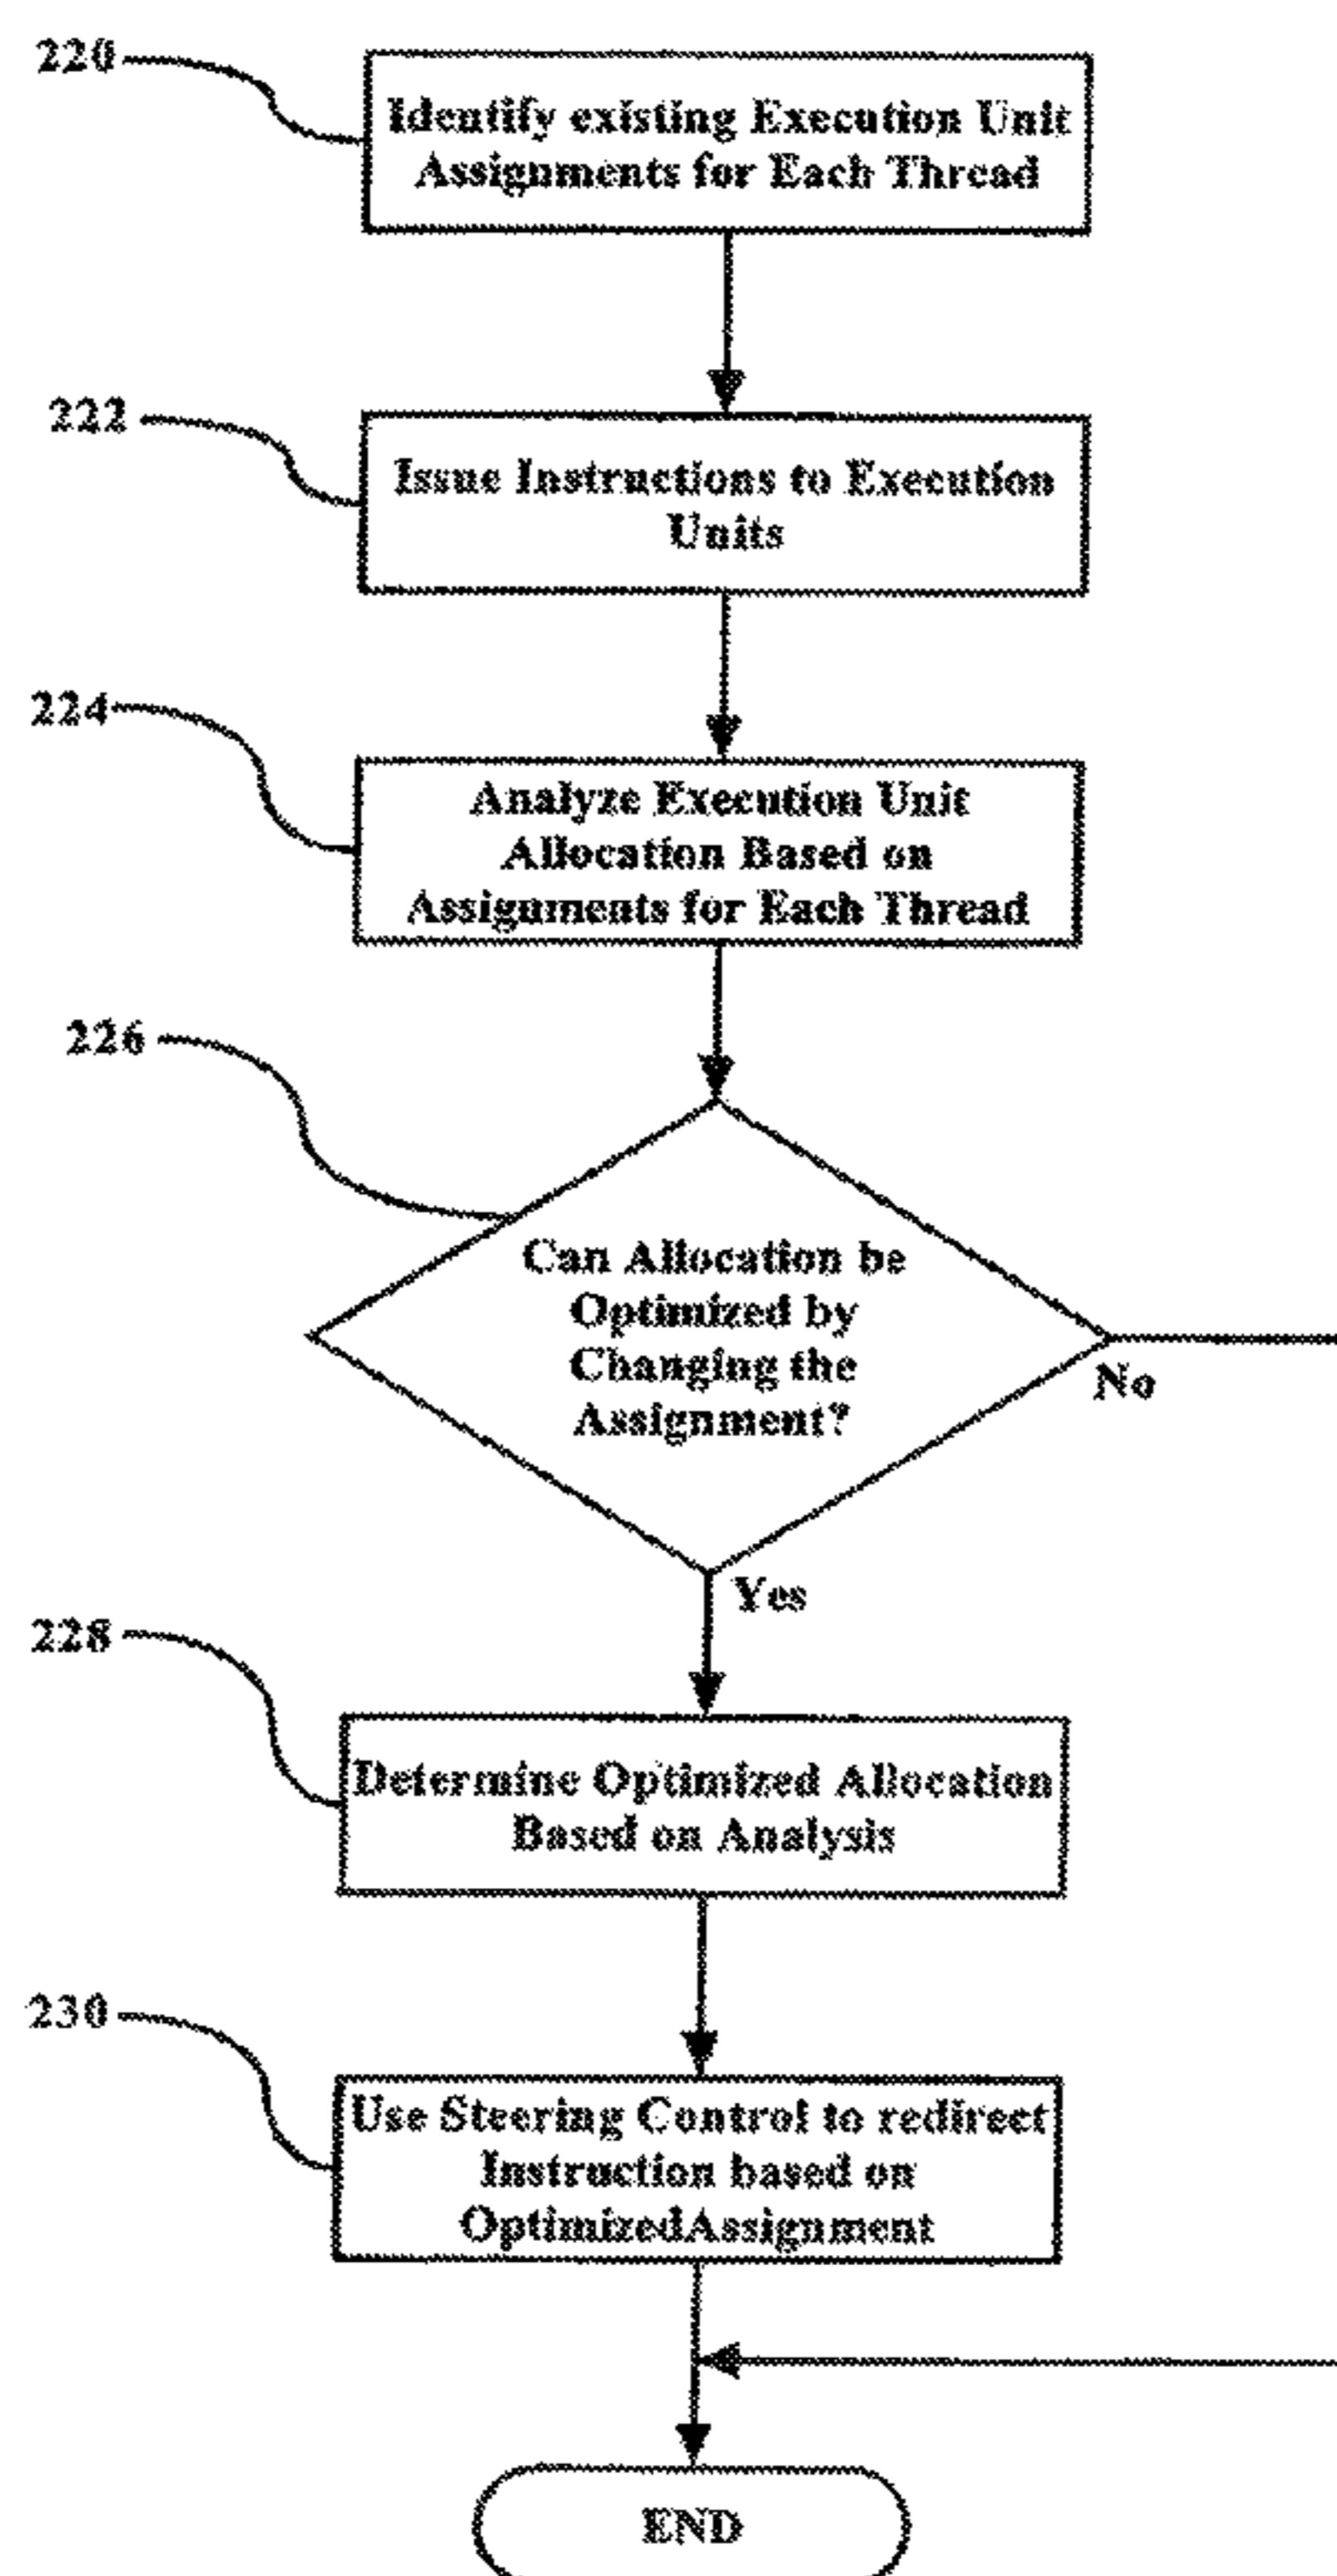 220
Identify existing Execution Unit
Assignments for Each Thread
222
Issue Instructions to Execution
Units
224
Analyze Execution Unit
Allocation Based on
Assignments for Each Thread
226
Can Allocation be
Optimized by
Changing the
Assignment?
No
Yes
228
Determine Optimized Allocation
Based on Analysis
230
Use Steering Control to redirect
Instruction based on
OptimizedAssignment
END